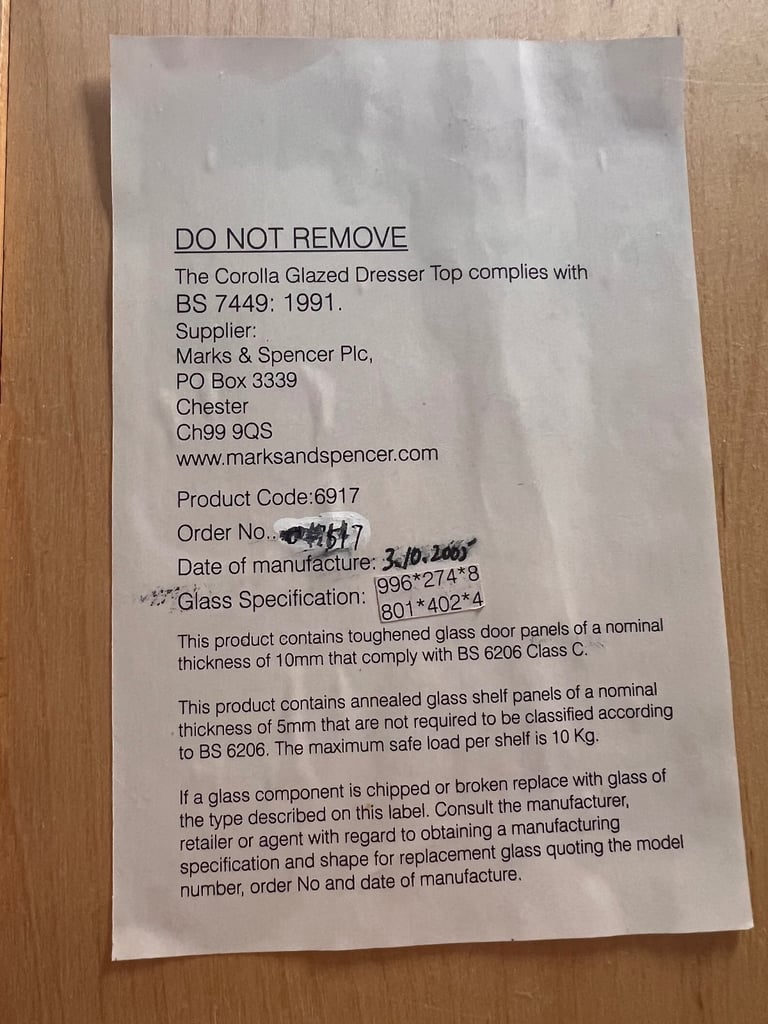 DO NOT REMOVE
The Corolla Glazed Dresser Top complies with
BS 7449: 1991.
Supplier:
Marks & Spencer Plc,
PO Box 3339
Chester
Ch99 9QS
www.marksandspencer.com
Product Code:6917
Order No..
Date of manufacture: 3.10.2005
Glass Specification: 996*274*8
801*402*4
This product contains toughened glass door panels of a nominal
thickness of 10mm that comply with BS 6206 Class C.
This product contains annealed glass shelf panels of a nominal
thickness of 5mm that are not required to be classified according
to BS 6206. The maximum safe load per shelf is 10 Kg.
If a glass component is chipped or broken replace with glass of
the type described on this label. Consult the manufacturer,
retailer or agent with regard to obtaining a manufacturing
specification and shape for replacement glass quoting the model
number, order No and date of manufacture.